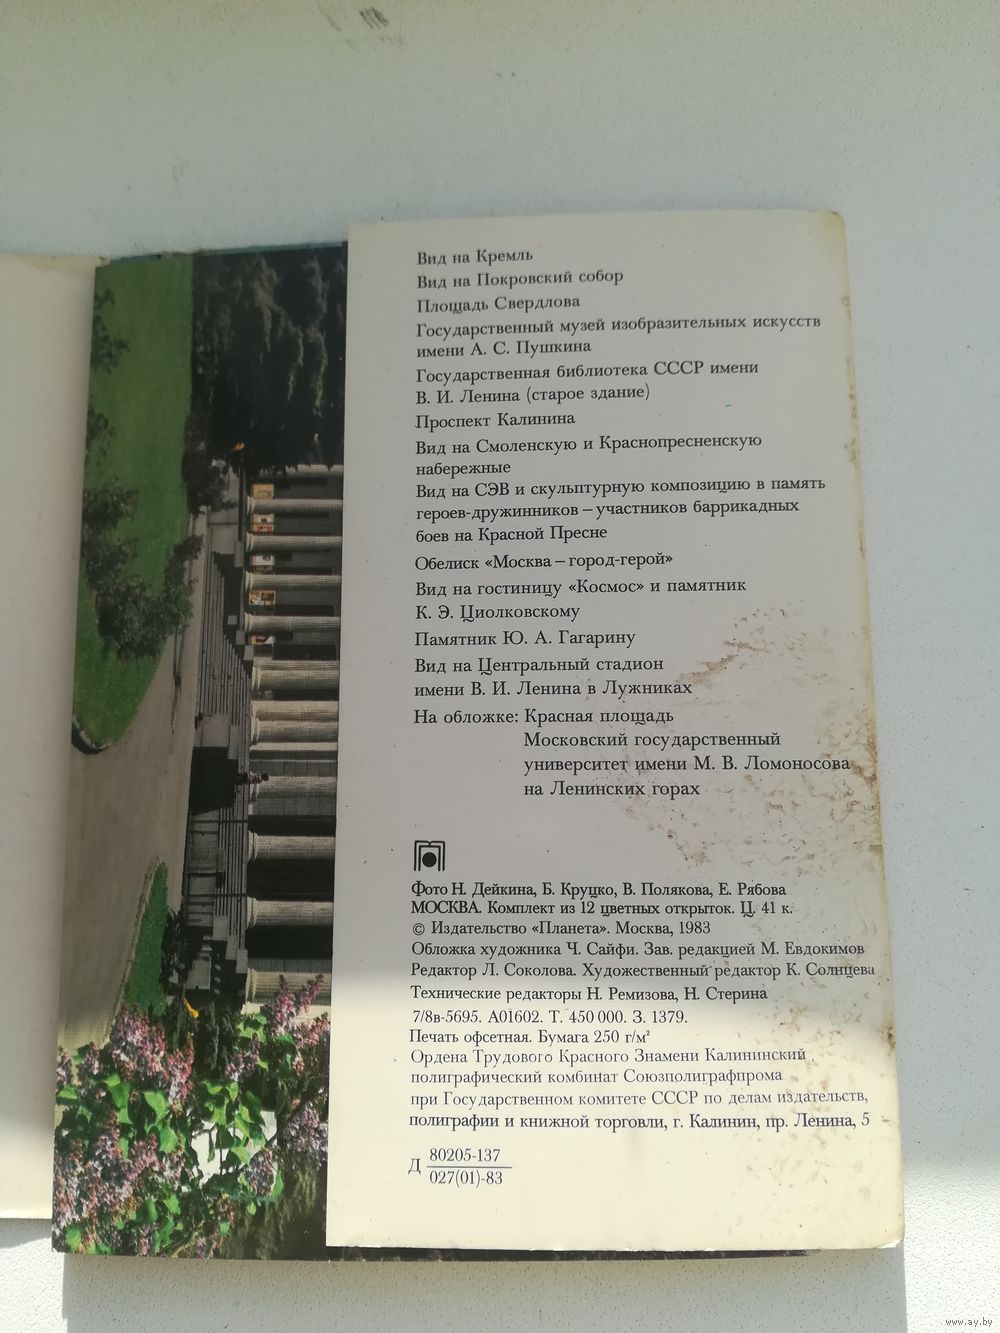 Вид на Кремль
Вид на Покровский собор
Площадь Свердлова
Государственный музей изобразительных искусств
имени А. С. Пушкина
Государственная библиотека СССР имени
В. И. Ленина (старое здание)
Проспект Калинина
Вид на Смоленскую и Краснопресненскую
набережные
Вид на СЭВ и скульптурную композицию в память
героев-дружинников – участников баррикадных
боев на Красной Пресне
Обелиск «Москва – город-герой»
Вид на гостиницу «Космос» и памятник
К. Э. Циолковскому
Памятник Ю. А. Гагарину
Вид на Центральный стадион
имени В. И. Ленина в Лужниках
На обложке: Красная площадь
Московский государственный
университет имени М. В. Ломоносова
на Ленинских горах
Фото Н. Дейкина, Б. Круцко, В. Полякова, Е. Рябова
МОСКВА. Комплект из 12 цветных открыток. Ц. 41 к.
© Издательство «Планета». Москва, 1983
Обложка художника Ч. Сайфи. Зав. редакцией М. Евдокимов
Редактор Л. Соколова. Художественный редактор К. Солнцева
Технические редакторы Н. Ремизова, Н. Стерина
7/8в-5695. А01602. Т. 450 000. З. 1379.
Печать офсетная. Бумага 250 г/м²
Ордена Трудового Красного Знамени Калининский
полиграфический комбинат Союзполиграфпрома
при Государственном комитете СССР по делам издательств,
полиграфии и книжной торговли, г. Калинин, пр. Ленина, 5
Д 80205-137
027(01)-83
www.ay.by